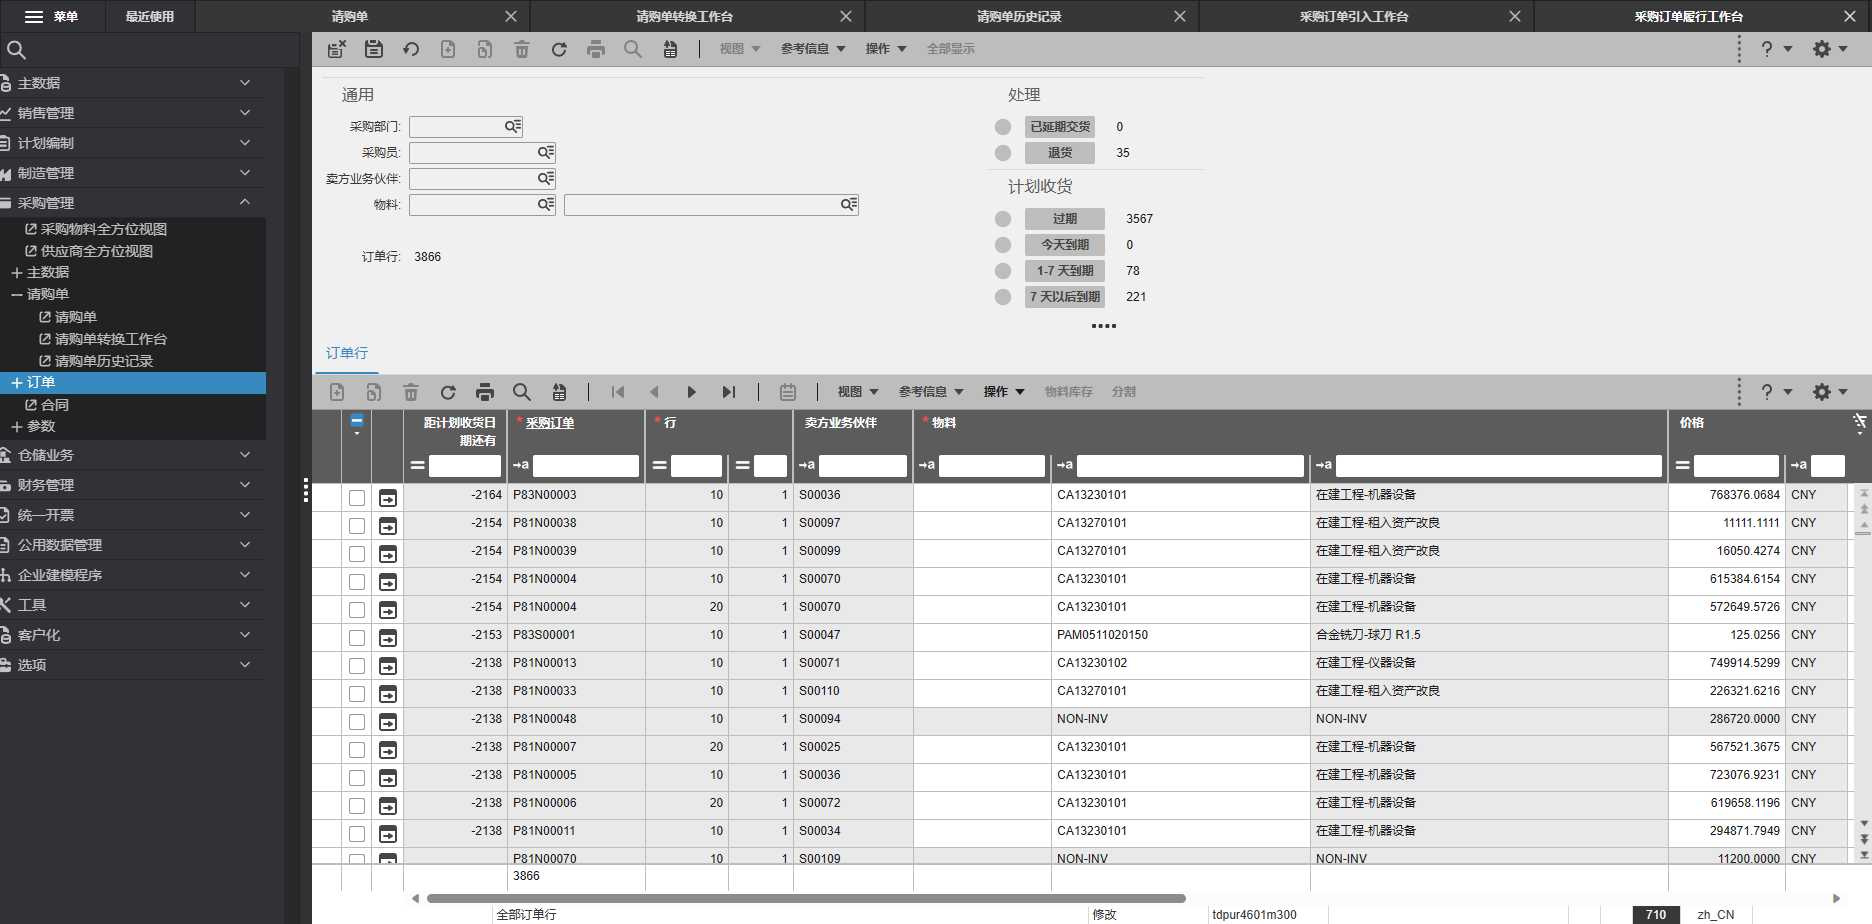 菜单 最近使用 请购单 请购单转换工作台 请购单历史记录 采购订单引入工作台 采购订单履行工作台
视图 参考信息 操作 全部显示
主数据
销售管理
计划编制
制造管理
采购管理
采购物料全方位视图
供应商全方位视图
主数据
请购单
请购单
请购单转换工作台
请购单历史记录
订单
合同
参数
仓储业务
财务管理
统一开票
公用数据管理
企业建模程序
工具
客户化
选项
通用
采购部门:
采购员:
卖方业务伙伴:
物料:
订单行: 3866
处理
已延期交货 0
退货 35
计划收货
过期 3567
今天到期 0
1-7 天到期 78
7 天以后到期 221
订单行
视图 参考信息 操作 物料库存 分割
距计划收货日期还有 * 采购订单 * 行 卖方业务伙伴 * 物料 价格
-2164 P83N00003 10 1 S00036 CA13230101 在建工程-机器设备 768376.0684 CNY
-2154 P81N00038 10 1 S00097 CA13270101 在建工程-租入资产改良 11111.1111 CNY
-2154 P81N00039 10 1 S00099 CA13270101 在建工程-租入资产改良 16050.4274 CNY
-2154 P81N00004 10 1 S00070 CA13230101 在建工程-机器设备 615384.6154 CNY
-2154 P81N00004 20 1 S00070 CA13230101 在建工程-机器设备 572649.5726 CNY
-2153 P83S00001 10 1 S00047 PAM0511020150 合金铣刀-球刀 R1.5 125.0256 CNY
-2138 P81N00013 10 1 S00071 CA13230102 在建工程-仪器设备 749914.5299 CNY
-2138 P81N00033 10 1 S00110 CA13270101 在建工程-租入资产改良 226321.6216 CNY
-2138 P81N00048 10 1 S00094 NON-INV NON-INV 286720.0000 CNY
-2138 P81N00007 20 1 S00025 CA13230101 在建工程-机器设备 567521.3675 CNY
-2138 P81N00005 10 1 S00036 CA13230101 在建工程-机器设备 723076.9231 CNY
-2138 P81N00006 20 1 S00072 CA13230101 在建工程-机器设备 619658.1196 CNY
-2138 P81N00011 10 1 S00034 CA13230101 在建工程-机器设备 294871.7949 CNY
P81N00070 10 1 S00109 NON-INV NON-INV 11200.0000 CNY
3866
全部订单行 修改 tdpur4601m300 710 zh_CN